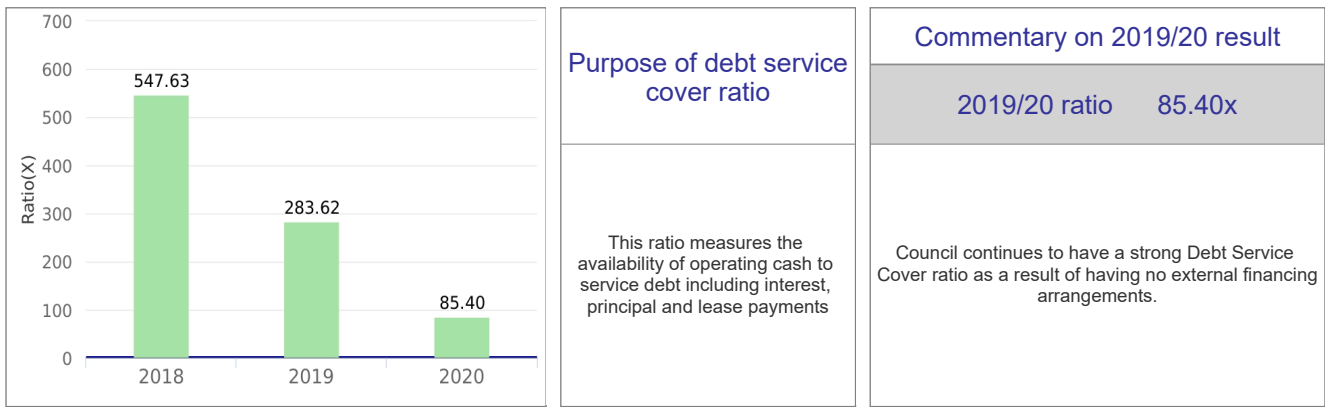 700
600
500
400
300
200
100
0
Ratio(X)
547.63
283.62
85.40
2018 2019 2020
Purpose of debt service
cover ratio
This ratio measures the
availability of operating cash to
service debt including interest,
principal and lease payments
Commentary on 2019/20 result
2019/20 ratio 85.40x
Council continues to have a strong Debt Service
Cover ratio as a result of having no external financing
arrangements.